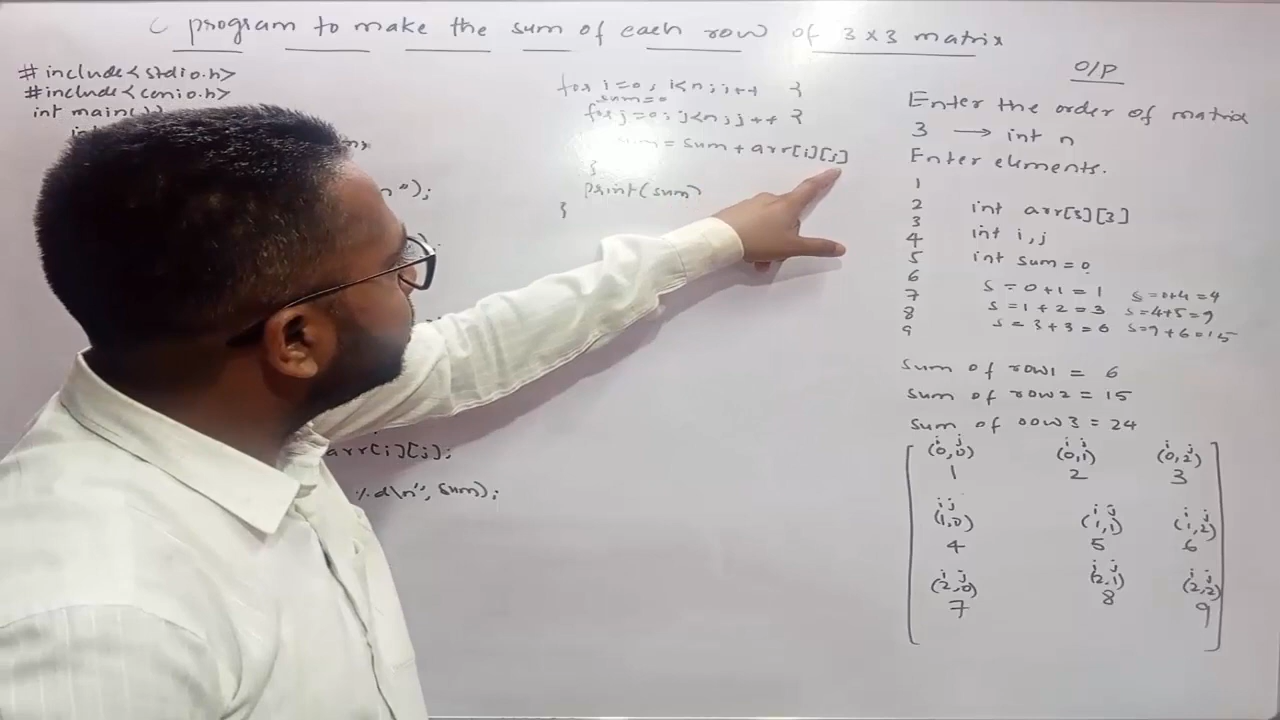 C program to make the sum of each row of 3 x 3 matrix
#include<stdio.h>
#include<conio.h>
int main()
int
n");
arr[i][j];
%d\n", sum);
for i=0; i<n; i++ {
sum=0
for j=0; j<n; j++ {
= sum + arr[i][j]
}
print(sum)
}
O/P
Enter the order of matrix
3 → int n
Enter elements.
1
2 int arr[3][3]
3
4 int i,j
5 int sum=0
6
7 s=0+1=1 s=0+4=4
8 s=1+2=3 s=4+5=9
9 s=3+3=6 s=9+6=15
Sum of row1 = 6
Sum of row2 = 15
Sum of row3 = 24
i j i j i j
(0,0) (0,1) (0,2)
1 2 3
i j i j i j
(1,0) (1,1) (1,2)
4 5 6
i j i j i j
(2,0) (2,1) (2,2)
7 8 9